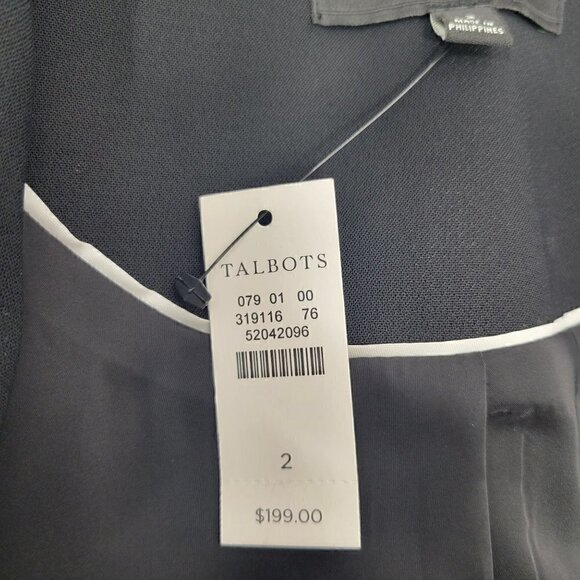 MADE IN
PHILIPPINES
TALBOTS
079 01 00
319116 76
52042096
2
$199.00